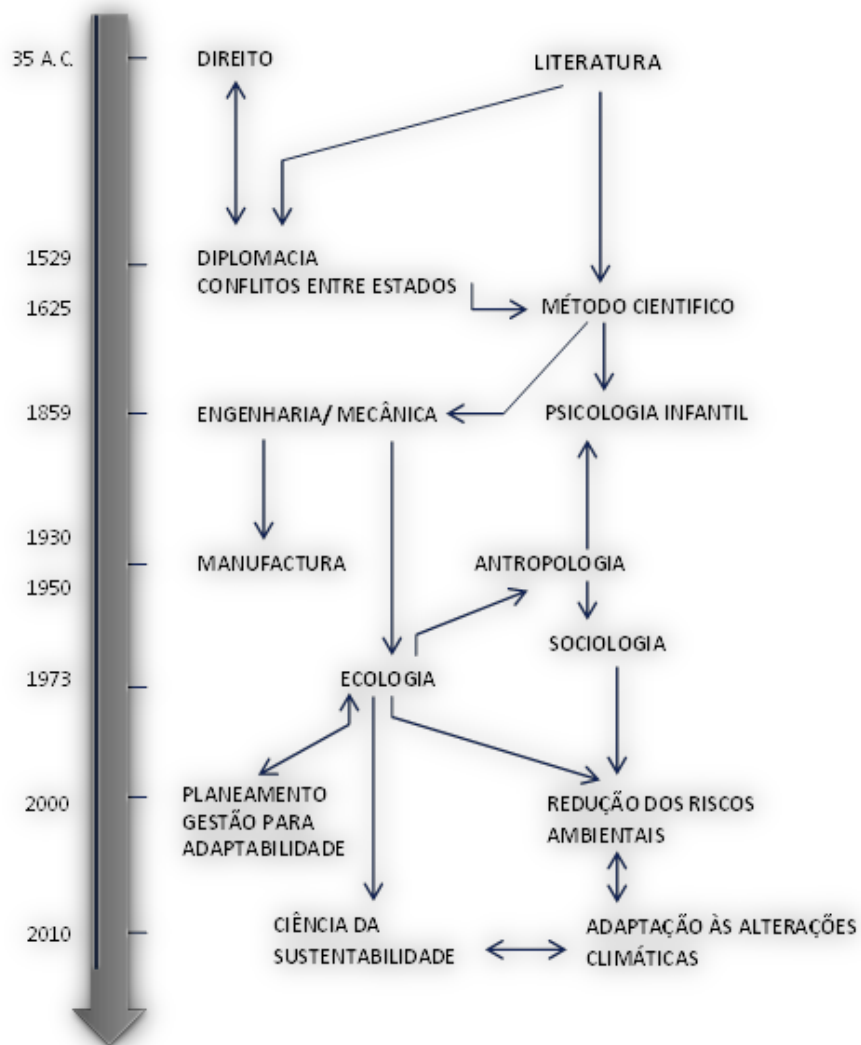 35 A.C.
DIREITO
LITERATURA
1529
DIPLOMACIA
CONFLITOS ENTRE ESTADOS
1625
MÉTODO CIENTIFICO
1859
ENGENHARIA/ MECÂNICA
PSICOLOGIA INFANTIL
1930
MANUFACTURA
ANTROPOLOGIA
1950
SOCIOLOGIA
1973
ECOLOGIA
2000
PLANEAMENTO
GESTÃO PARA
ADAPTABILIDADE
REDUÇÃO DOS RISCOS
AMBIENTAIS
2010
CIÊNCIA DA
SUSTENTABILIDADE
ADAPTAÇÃO ÀS ALTERAÇÕES
CLIMÁTICAS